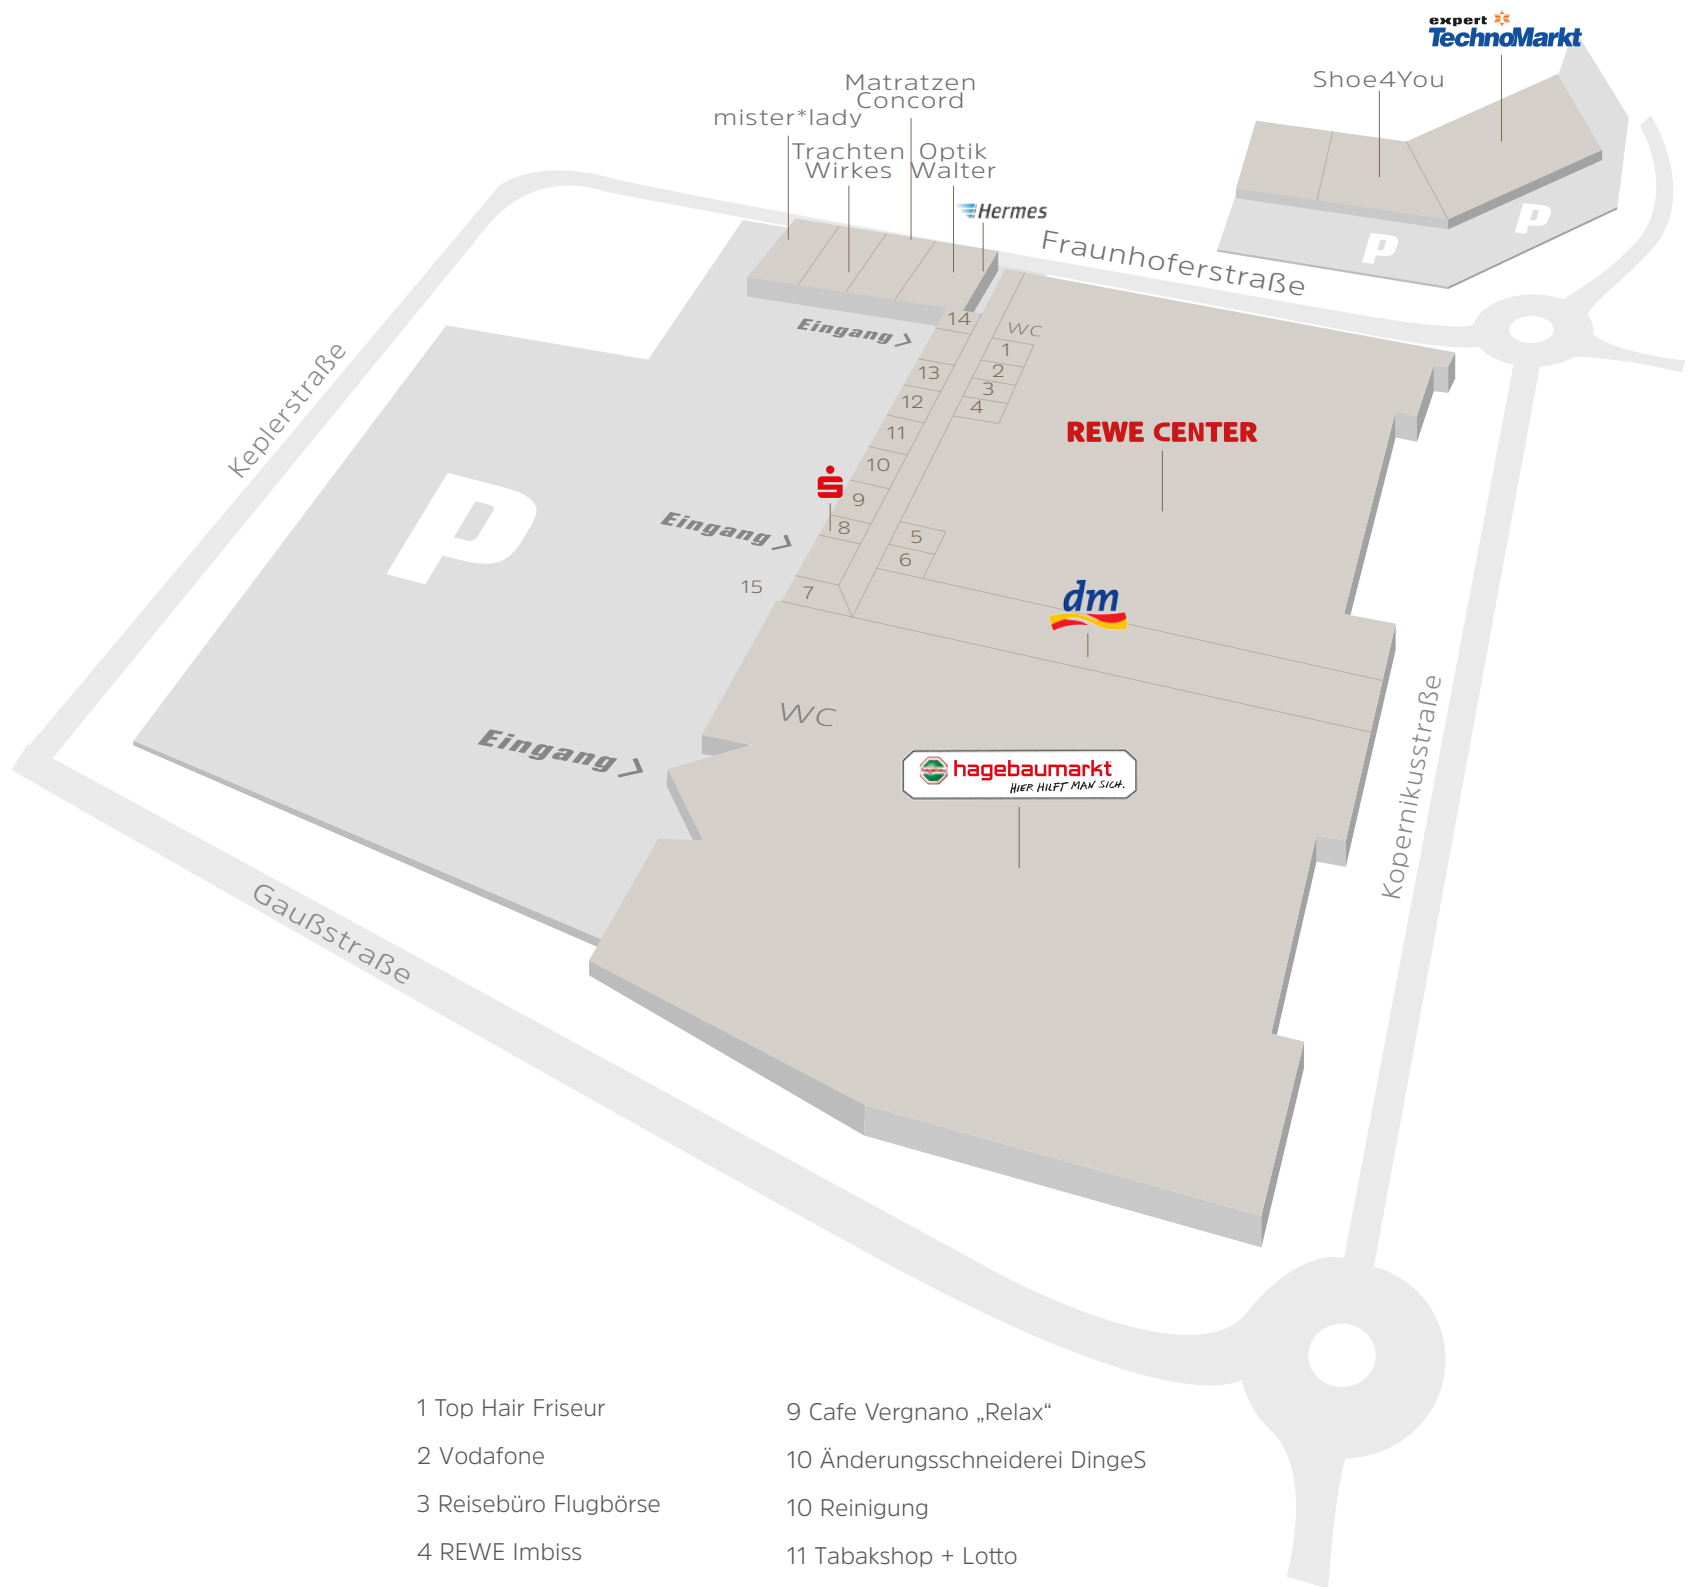 expert
TechnoMarkt
Shoe4You
Matratzen
Concord
mister*lady
Trachten
Wirkes
Optik
Walter
Hermes
Fraunhoferstraße
P
P
Eingang
14
WC
1
2
3
4
13
12
11
10
9
8
Keplerstraße
REWE CENTER
P
S
Eingang
5
6
15
7
dm
WC
Eingang
hagebaumarkt
HIER HILFT MAN SICH.
Kopernikusstraße
Gaußstraße
1 Top Hair Friseur
2 Vodafone
3 Reisebüro Flugbörse
4 REWE Imbiss
9 Cafe Vergnano „Relax“
10 Änderungsschneiderei DingeS
10 Reinigung
11 Tabakshop + Lotto